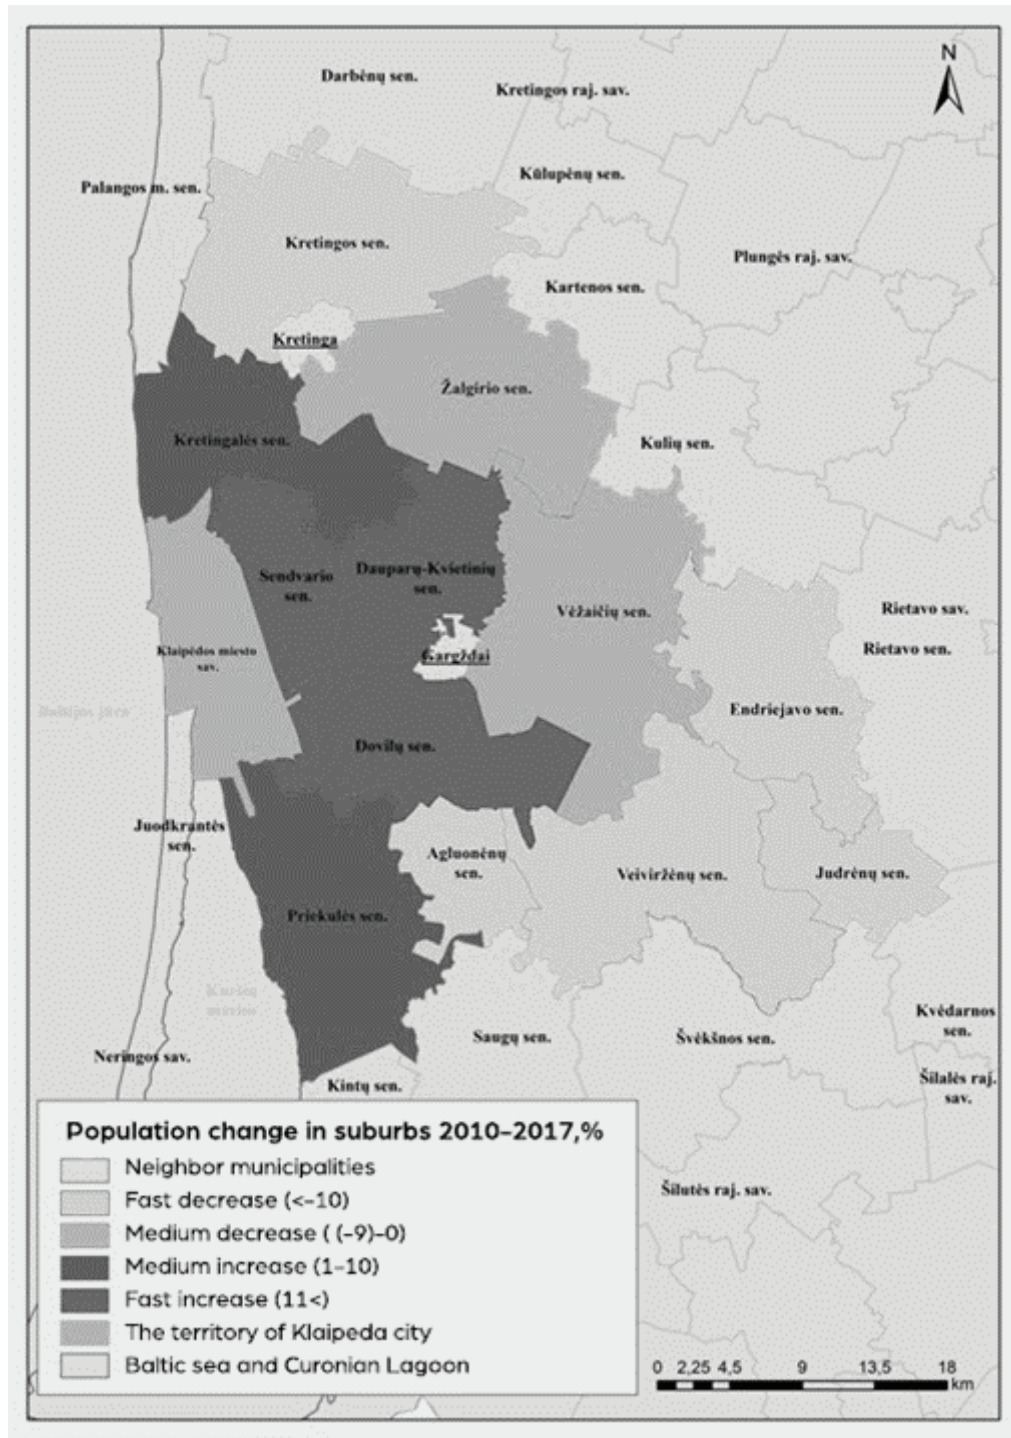 N
Darbėnų sen.
Kretingos raj. sav.
Kūlupėnų sen.
Palangos m. sen.
Kretingos sen.
Plungės raj. sav.
Kartenos sen.
Kretinga
Žalgirio sen.
Kretingalės sen.
Kulių sen.
Sendvario
sen.
Dauparų-Kvietinių
sen.
Vėžaičių sen.
Rietavo sav.
Klaipėdos miesto
sav.
Gargždai
Rietavo sen.
Baltijos jūra
Endriejavo sen.
Dovilų sen.
Juodkrantės
sen.
Agluonėnų
sen.
Veiviržėnų sen.
Judrėnų sen.
Priekulės sen.
Kuršių
marios
Kvėdarnos
sen.
Saugų sen.
Švėkšnos sen.
Neringos sav.
Kintų sen.
Šilalės raj.
sav.
Šilutės raj. sav.
Population change in suburbs 2010–2017,%
Neighbor municipalities
Fast decrease (<-10)
Medium decrease ( (-9)-0)
Medium increase (1-10)
Fast increase (11<)
The territory of Klaipeda city
Baltic sea and Curonian Lagoon
0 2,25 4,5 9 13,5 18
km